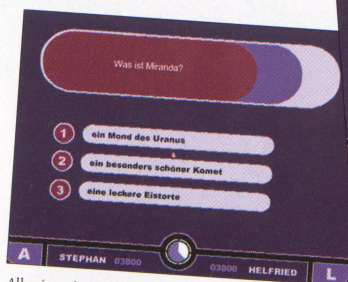 Was ist Miranda?
1 ein Mond des Uranus
2 ein besonders schöner Komet
3 eine leckere Eistorte
A STEPHAN 03800 03800 HELFRIED L